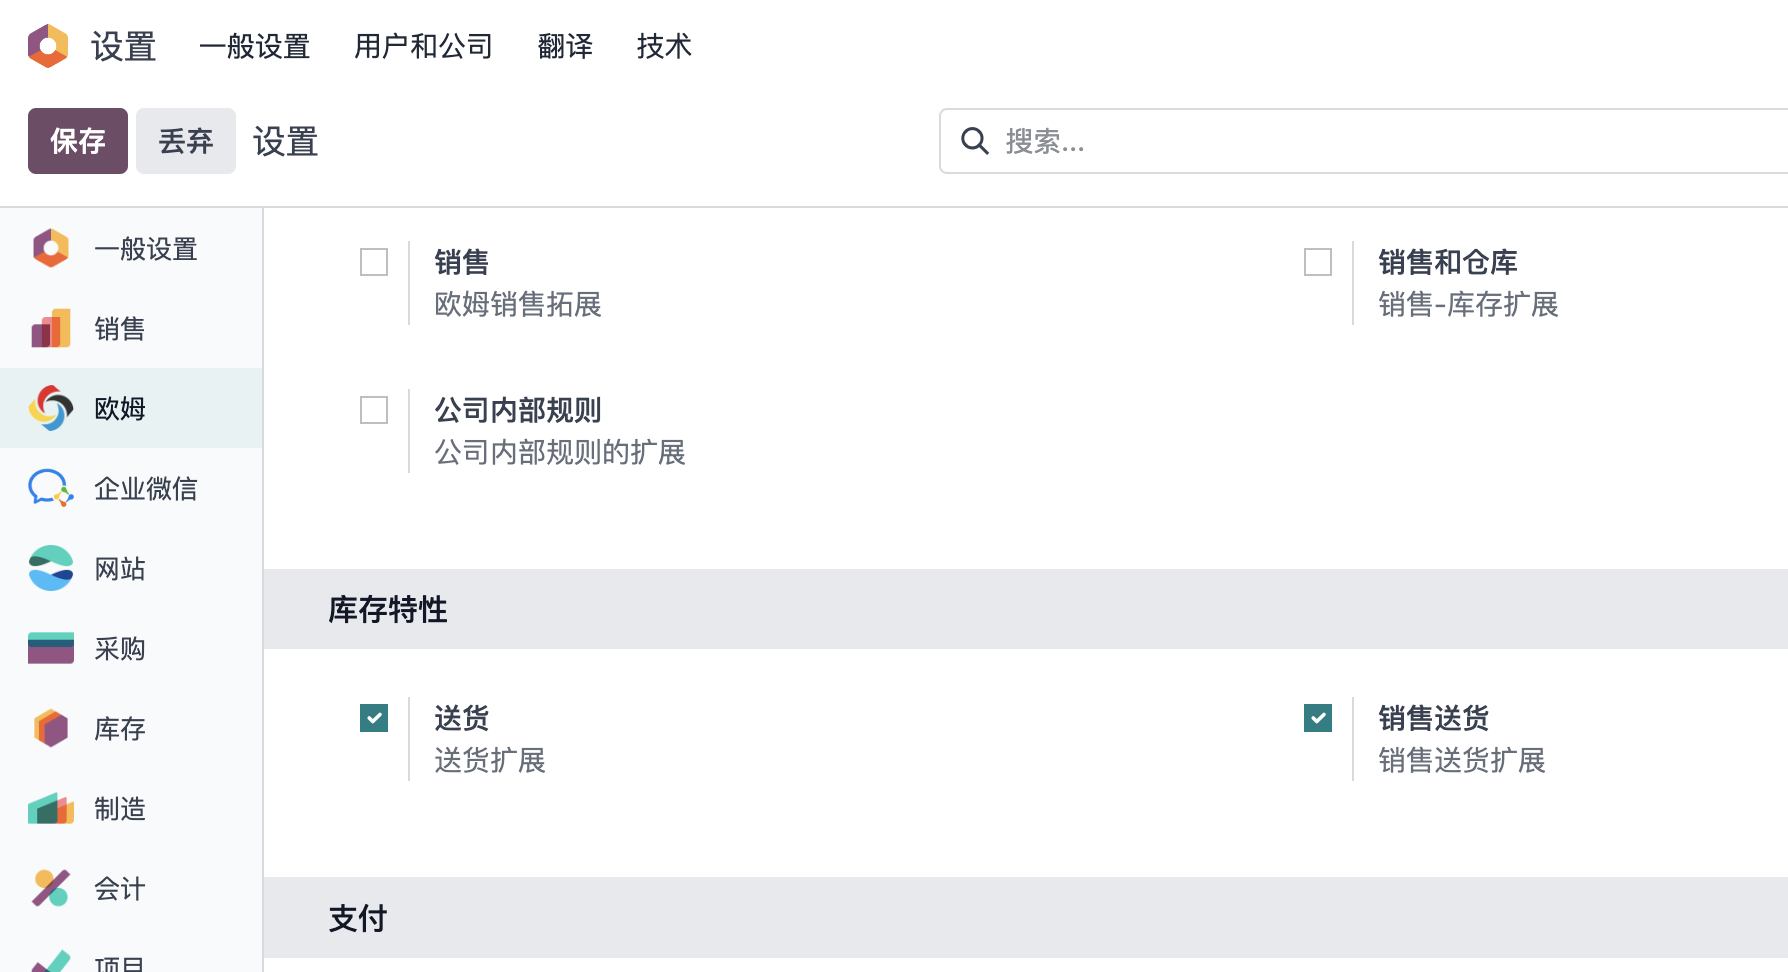 设置 一般设置 用户和公司 翻译 技术
保存 丢弃 设置 搜索...
一般设置
销售
欧姆
企业微信
网站
采购
库存
制造
会计
项目
销售
欧姆销售拓展
销售和仓库
销售-库存扩展
公司内部规则
公司内部规则的扩展
库存特性
送货
送货扩展
销售送货
销售送货扩展
支付